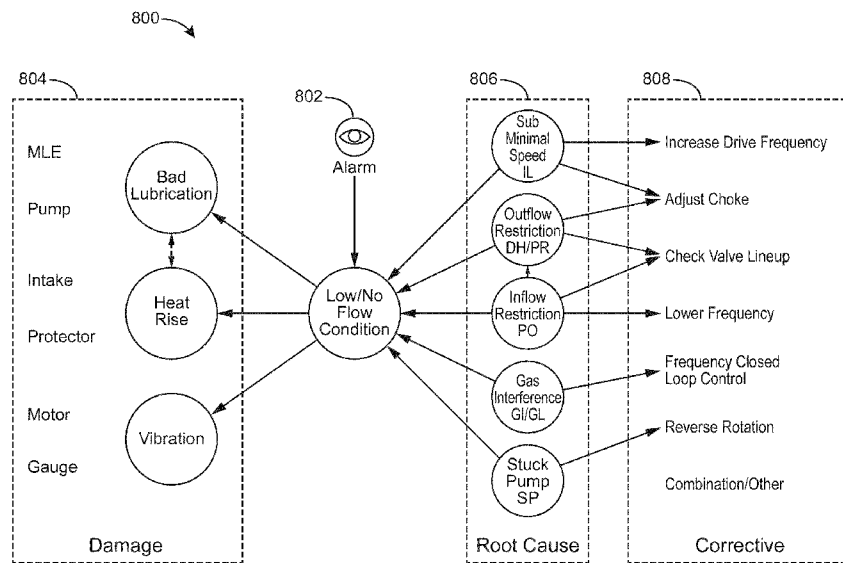 800
804
802
806
808
MLE
Pump
Intake
Protector
Motor
Gauge
Bad
Lubrication
Heat
Rise
Vibration
Damage
Alarm
Low/No
Flow
Condition
Sub
Minimal
Speed
IL
Outflow
Restriction
DH/PR
Inflow
Restriction
PO
Gas
Interference
GI/GL
Stuck
Pump
SP
Root Cause
Increase Drive Frequency
Adjust Choke
Check Valve Lineup
Lower Frequency
Frequency Closed
Loop Control
Reverse Rotation
Combination/Other
Corrective